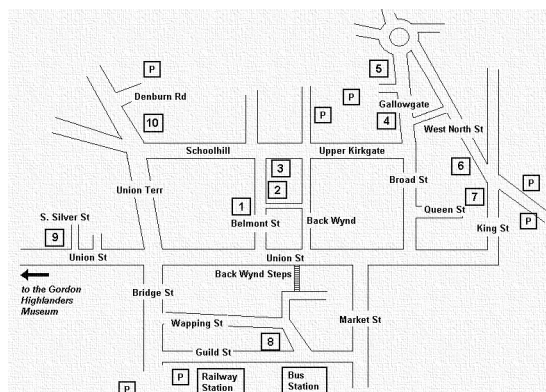 5
P
P
Denburn Rd
P
Gallowgate
10
4
West North St
Schoolhill
Upper Kirkgate
3
6
P
Union Terr
2
Broad St
7
1
S. Silver St
Belmont St
Back Wynd
Queen St
P
King St
9
Union St
Union St
Back Wynd Steps
to the Gordon
Highlanders
Museum
Bridge St
Wapping St
Market St
8
Guild St
P
P
Railway
Station
Bus
Station